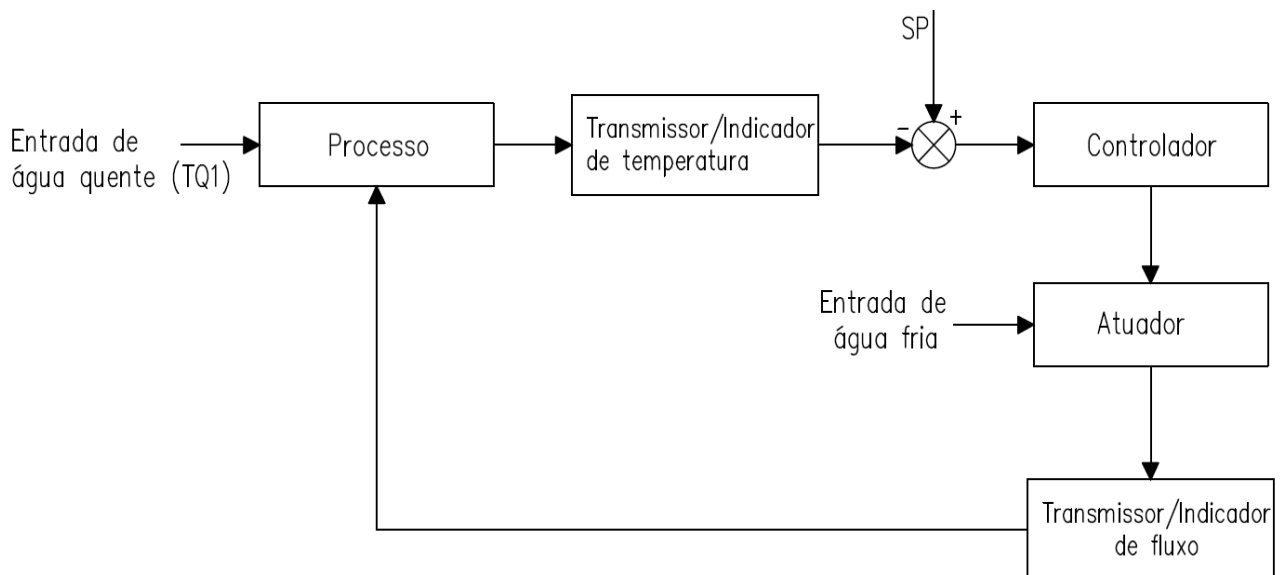 SP
Entrada de
água quente (TQ1)
Processo
Transmissor/Indicador
de temperatura
-
+
Controlador
Entrada de
água fria
Atuador
Transmissor/Indicador
de fluxo